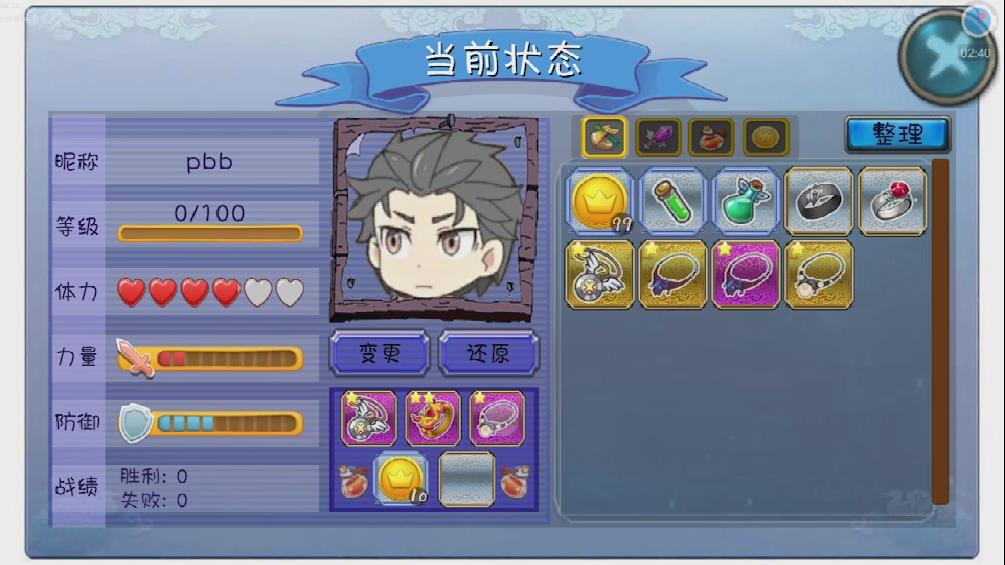 当前状态
02:40
昵称
pbb
整理
等级
0/100
99
体力
力量
变更
还原
防御
战绩
胜利: 0
失败: 0
10